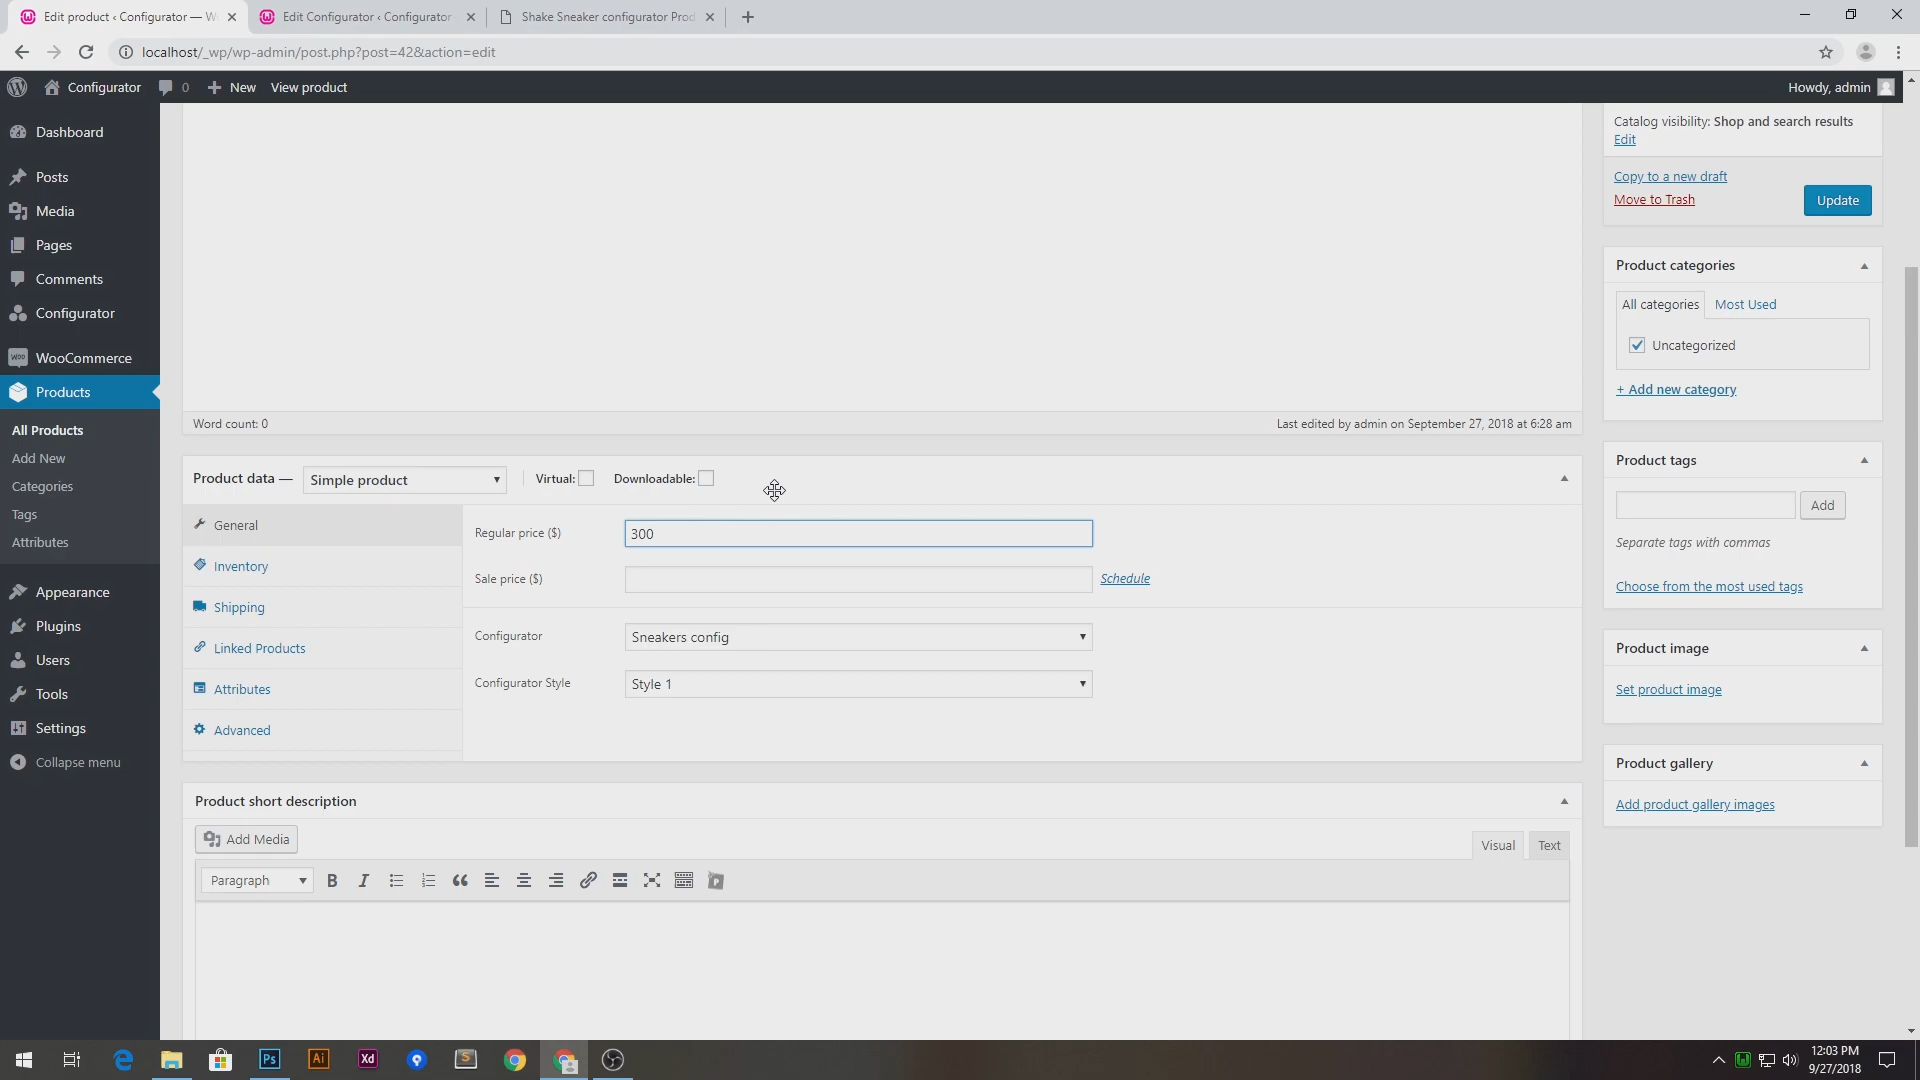 Edit product ‹ Configurator — W
Edit Configurator ‹ Configurator
Shake Sneaker configurator Prod
localhost/_wp/wp-admin/post.php?post=42&action=edit
Configurator
0
New
View product
Howdy, admin
Dashboard
Posts
Media
Pages
Comments
Configurator
WooCommerce
Products
All Products
Add New
Categories
Tags
Attributes
Appearance
Plugins
Users
Tools
Settings
Collapse menu
Word count: 0
Last edited by admin on September 27, 2018 at 6:28 am
Product data —
Simple product
Virtual:
Downloadable:
General
Inventory
Shipping
Linked Products
Attributes
Advanced
Regular price ($)
300
Sale price ($)
Schedule
Configurator
Sneakers config
Configurator Style
Style 1
Product short description
Add Media
Visual
Text
Paragraph
B
I
Catalog visibility: Shop and search results
Edit
Copy to a new draft
Move to Trash
Update
Product categories
All categories
Most Used
Uncategorized
+ Add new category
Product tags
Add
Separate tags with commas
Choose from the most used tags
Product image
Set product image
Product gallery
Add product gallery images
Ps
Ai
Xd
S
12:03 PM
9/27/2018